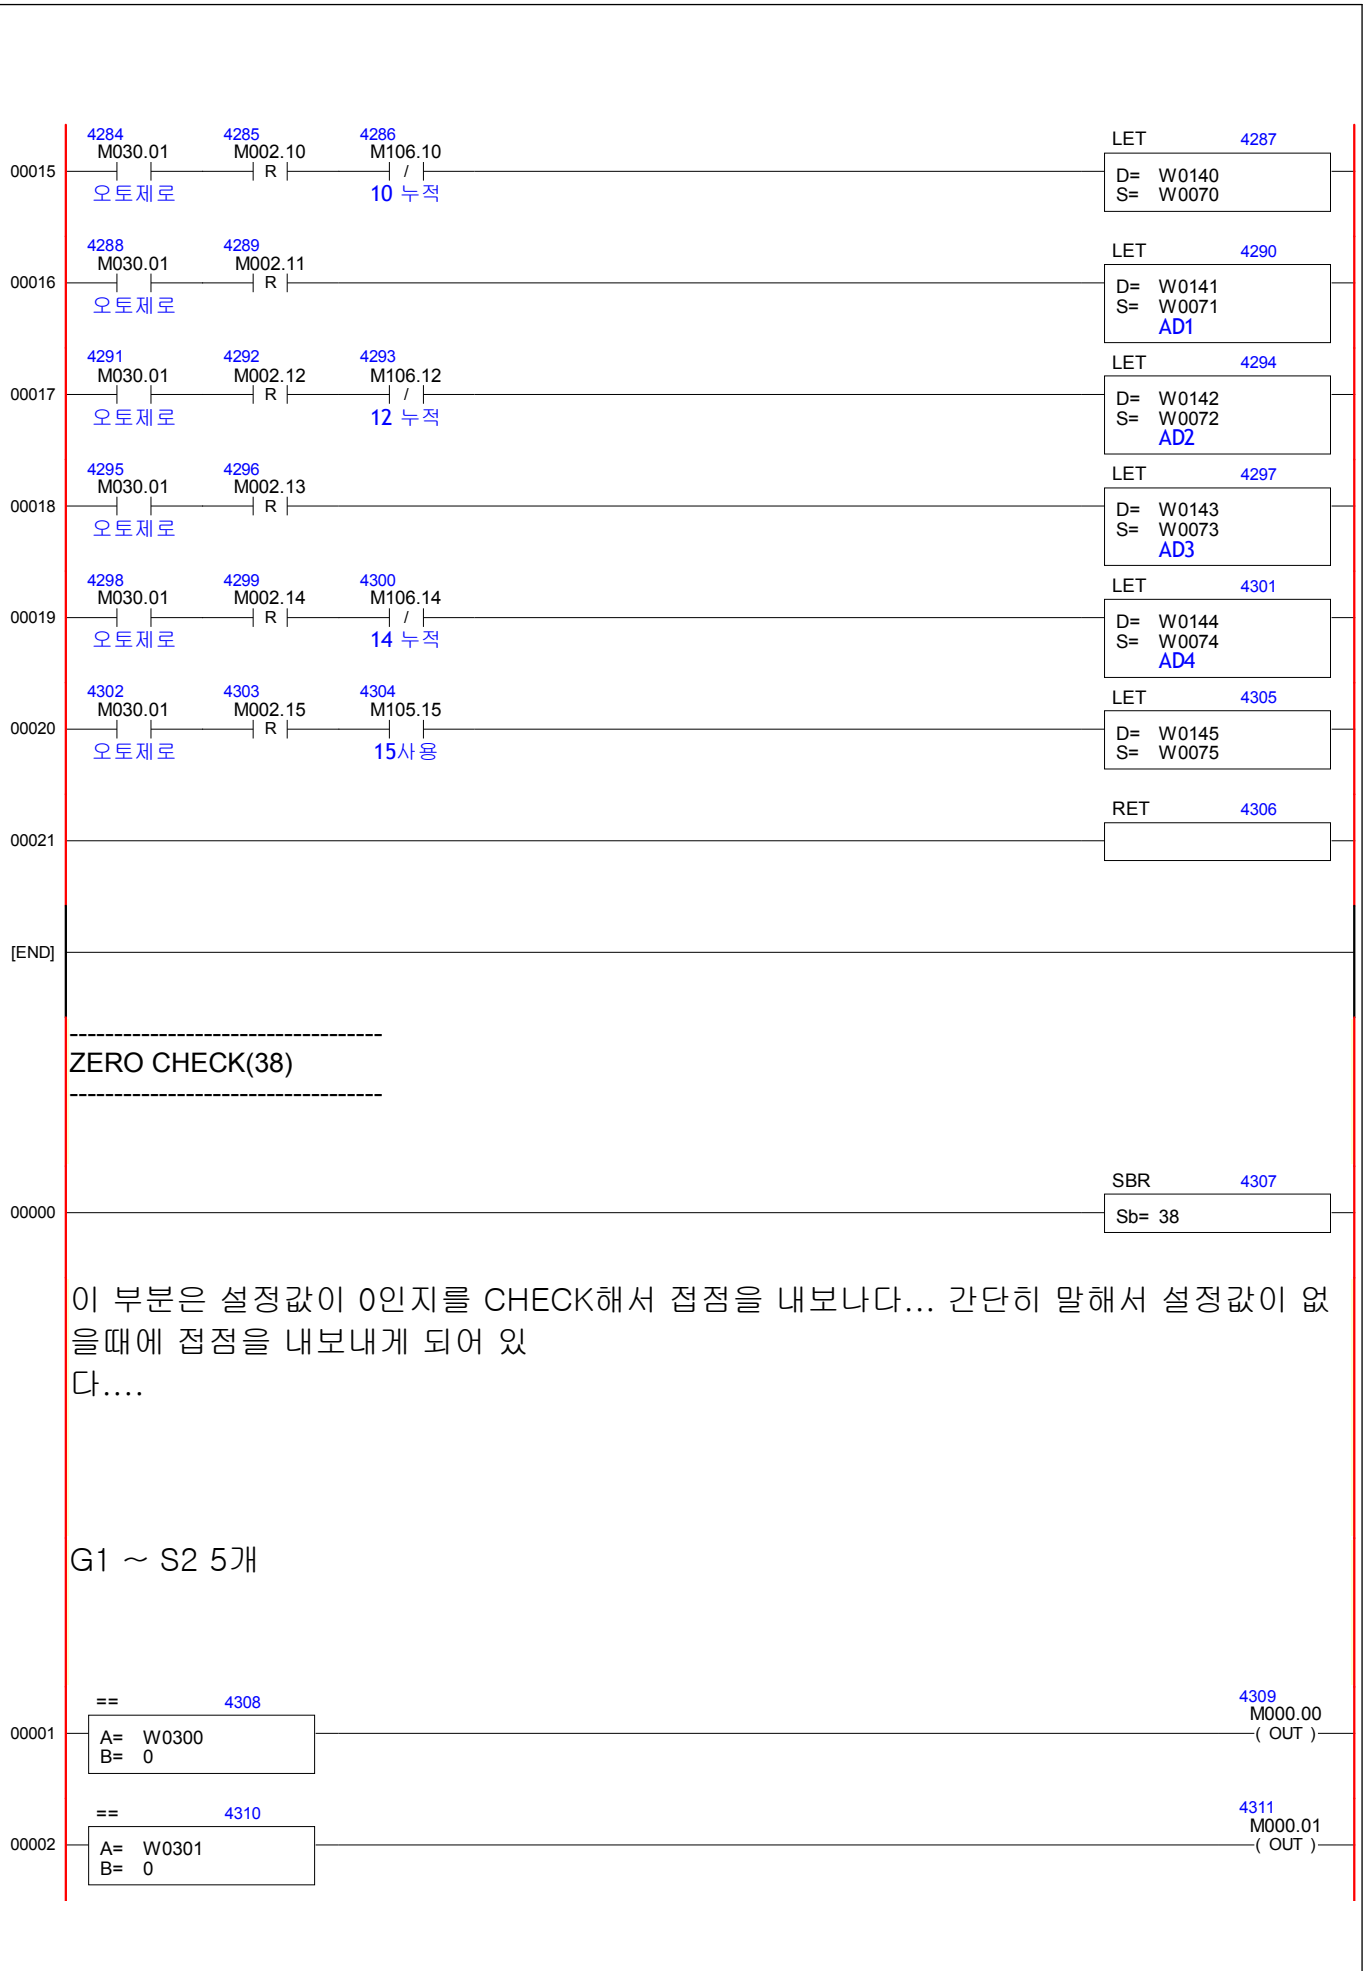 4284 4285 4286
M030.01 M002.10 M106.10 LET 4287
00015 R / D= W0140
오토제로 10 누적 S= W0070
4288 4289
M030.01 M002.11 LET 4290
00016 R D= W0141
오토제로 S= W0071
AD1
4291 4292 4293
M030.01 M002.12 M106.12 LET 4294
00017 R / D= W0142
오토제로 12 누적 S= W0072
AD2
4295 4296
M030.01 M002.13 LET 4297
00018 R D= W0143
오토제로 S= W0073
AD3
4298 4299 4300
M030.01 M002.14 M106.14 LET 4301
00019 R / D= W0144
오토제로 14 누적 S= W0074
AD4
4302 4303 4304
M030.01 M002.15 M105.15 LET 4305
00020 R D= W0145
오토제로 15사용 S= W0075
RET 4306
00021
[END]
-----------------------------------
ZERO CHECK(38)
-----------------------------------
SBR 4307
00000 Sb= 38
이 부분은 설정값이 0인지를 CHECK해서 접점을 내보나다... 간단히 말해서 설정값이 없
을때에 접점을 내보내게 되어 있
다....
G1 ~ S2 5개
== 4308 4309
M000.00
00001 A= W0300 ( OUT )
B= 0
== 4310 4311
M000.01
00002 A= W0301 ( OUT )
B= 0